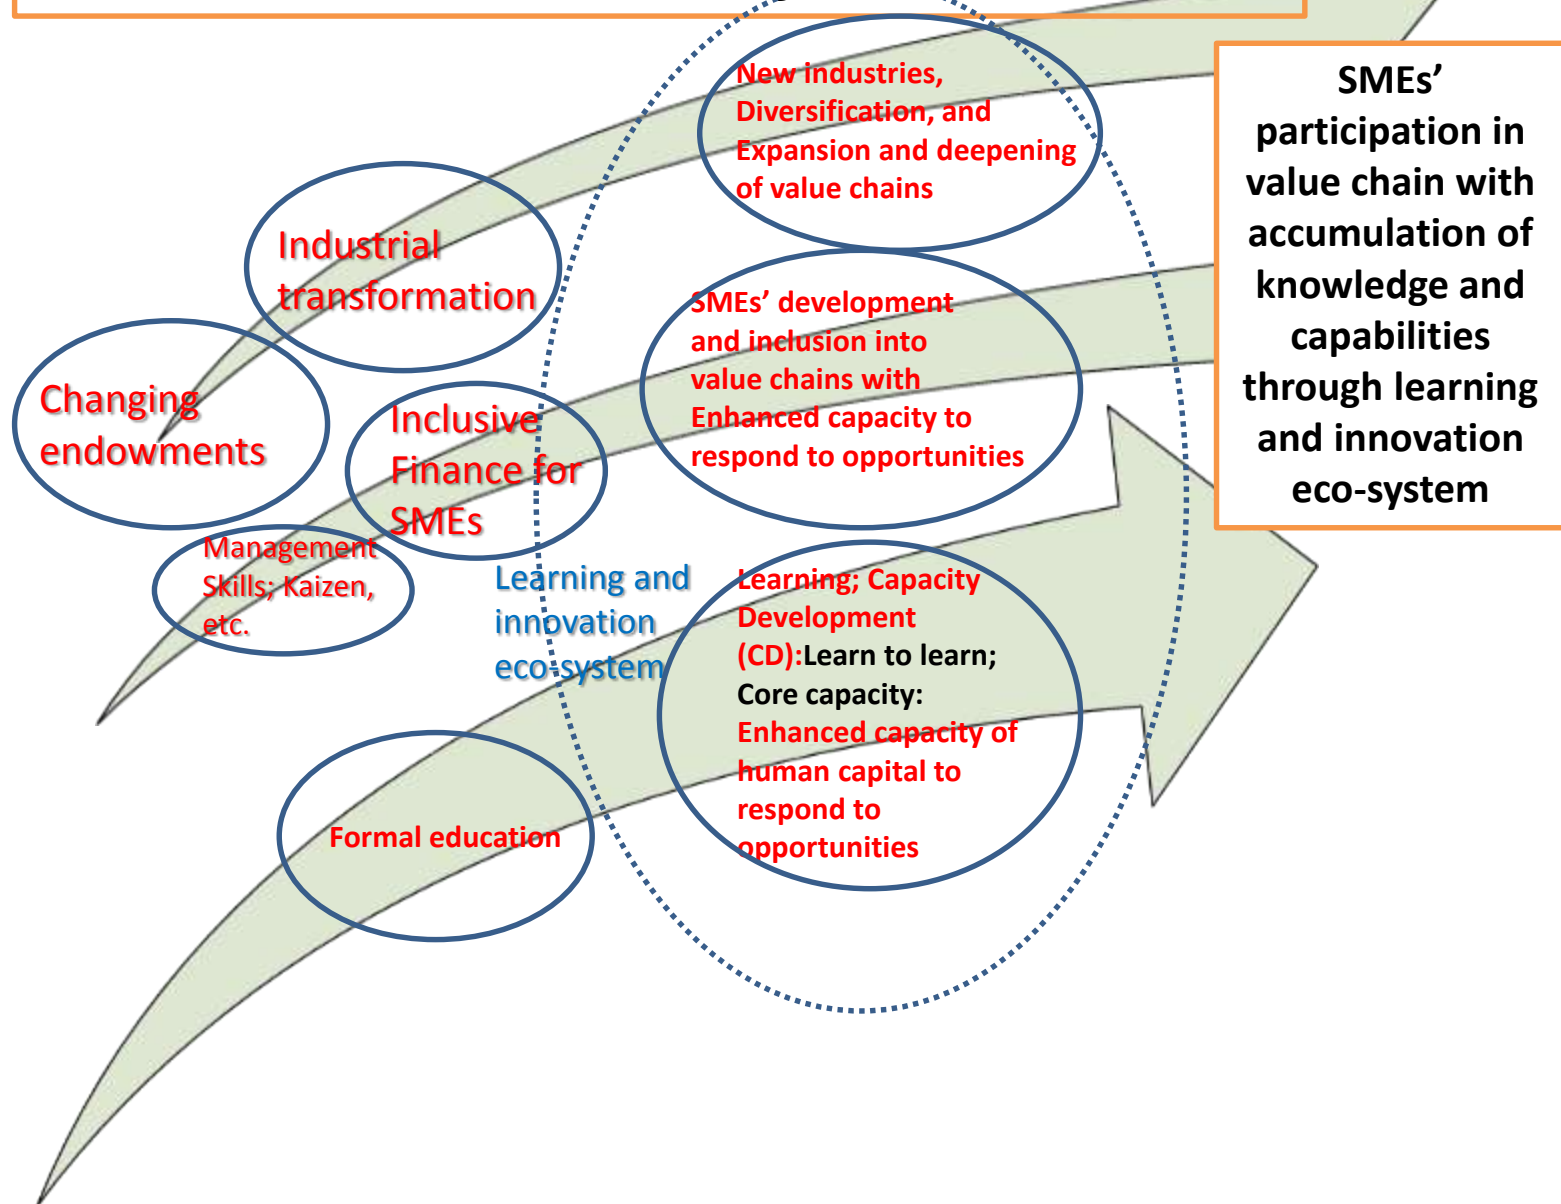 New industries,
Diversification, and
Expansion and deepening
of value chains
SMEs’
participation in
value chain with
accumulation of
knowledge and
capabilities
through learning
and innovation
eco-system
Industrial
transformation
SMEs’ development
and inclusion into
value chains with
Enhanced capacity to
respond to opportunities
Changing
endowments
Inclusive
Finance for
SMEs
Management
Skills; Kaizen,
etc.
Learning and
innovation
eco-system
Learning; Capacity
Development
(CD):Learn to learn;
Core capacity:
Enhanced capacity of
human capital to
respond to
opportunities
Formal education